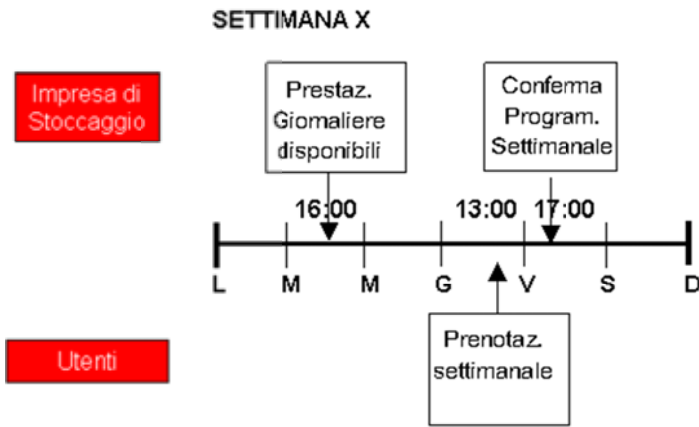 SETTIMANA X
Impresa di
Stoccaggio
Prestaz.
Giornaliere
disponibili
Conferma
Program.
Settimanale
16:00 13:00 17:00
L M M G V S D
Utenti
Prenotaz.
settimanale